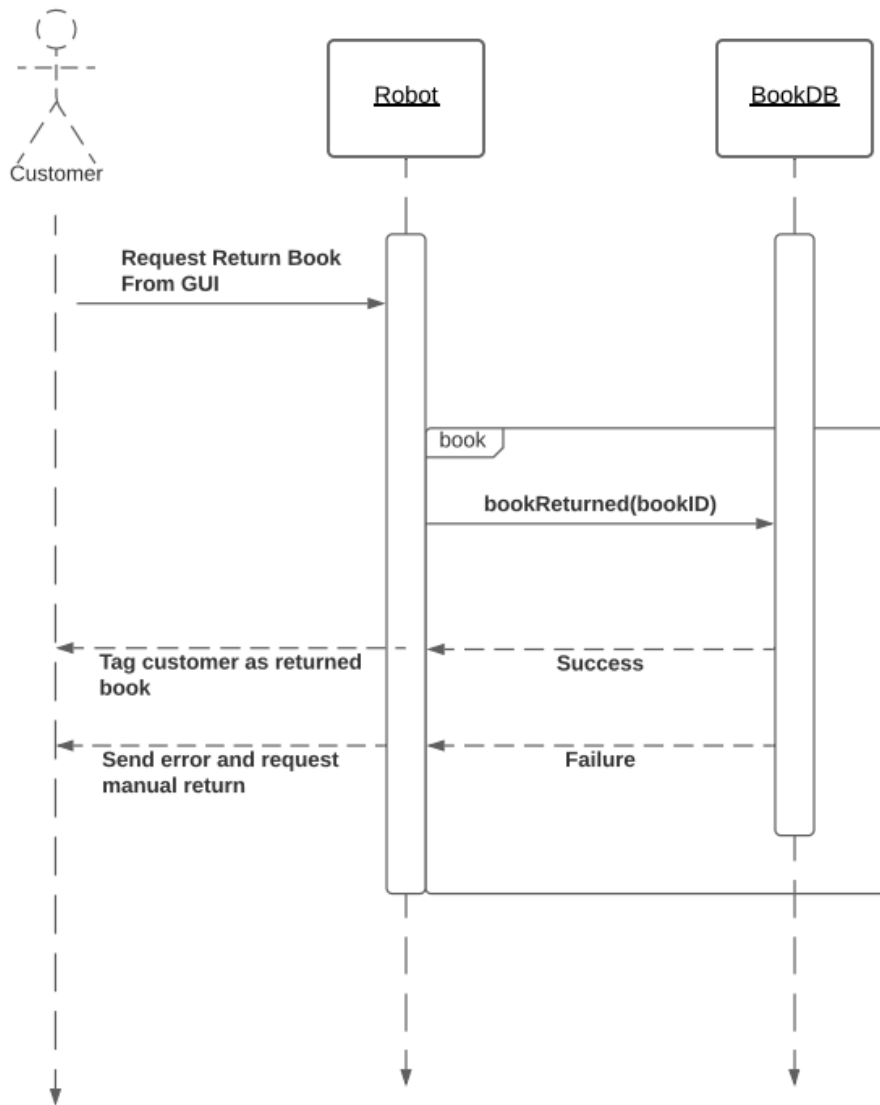 Robot
BookDB
Customer
Request Return Book
From GUI
book
bookReturned(bookID)
Tag customer as returned
book
Success
Send error and request
manual return
Failure